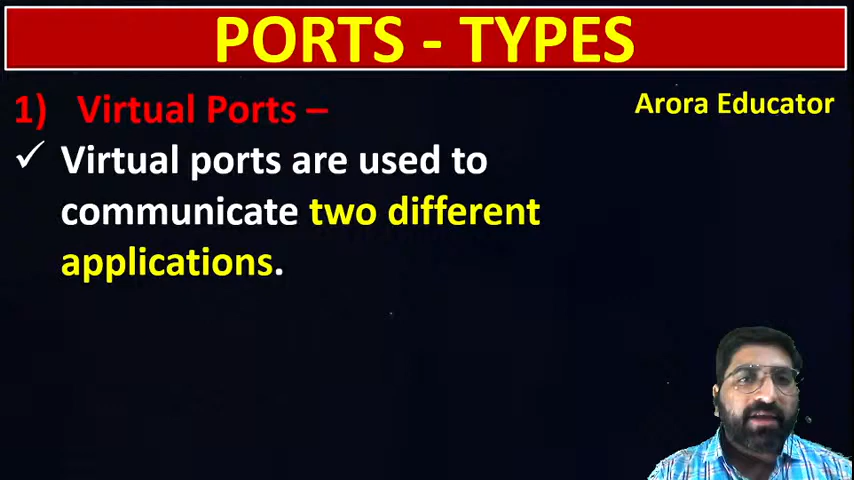 PORTS - TYPES
1) Virtual Ports –
Arora Educator
✓ Virtual ports are used to
communicate two different
applications.